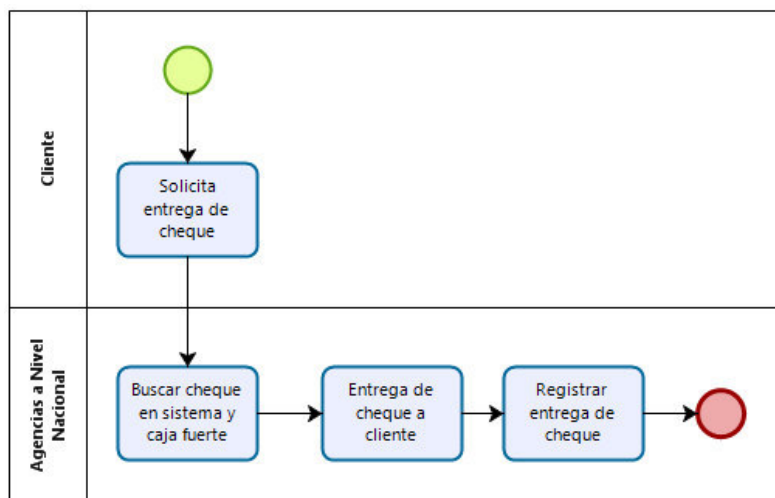 Cliente
Solicita
entrega de
cheque
Agencias a Nivel
Nacional
Buscar cheque
en sistema y
caja fuerte
Entrega de
cheque a
cliente
Registrar
entrega de
cheque